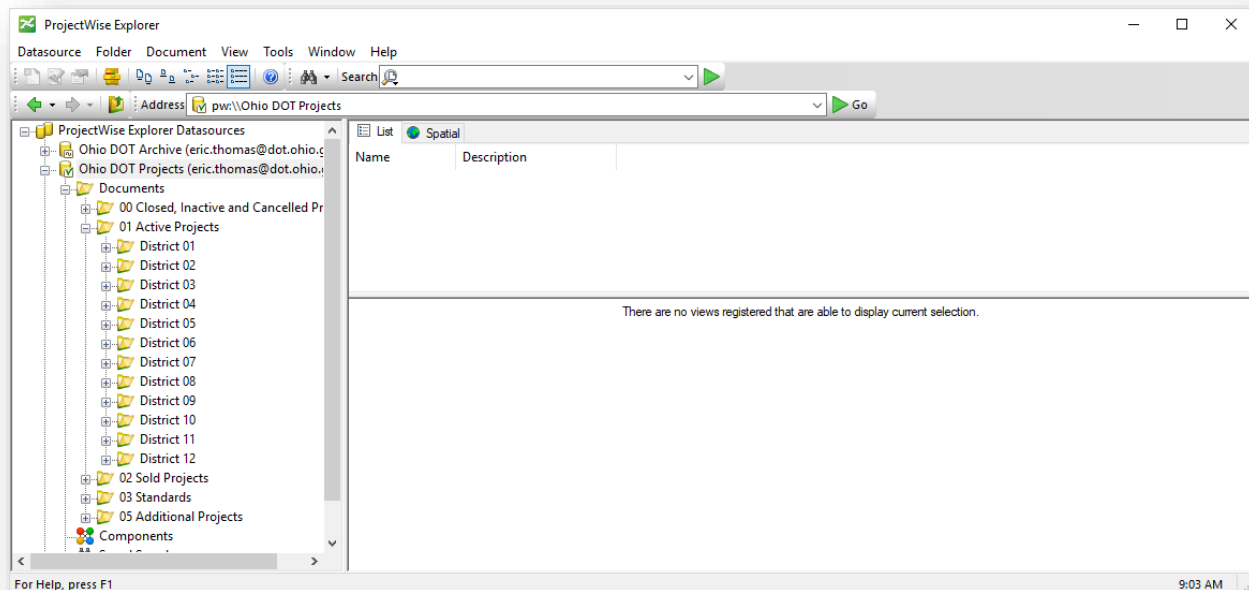 ProjectWise Explorer
Datasource Folder Document View Tools Window Help
Search
Address pw:\\Ohio DOT Projects Go
ProjectWise Explorer Datasources
Ohio DOT Archive (eric.thomas@dot.ohio.g
Ohio DOT Projects (eric.thomas@dot.ohio.
Documents
00 Closed, Inactive and Cancelled Pr
01 Active Projects
District 01
District 02
District 03
District 04
District 05
District 06
District 07
District 08
District 09
District 10
District 11
District 12
02 Sold Projects
03 Standards
05 Additional Projects
Components
List Spatial
Name Description
There are no views registered that are able to display current selection.
For Help, press F1 9:03 AM